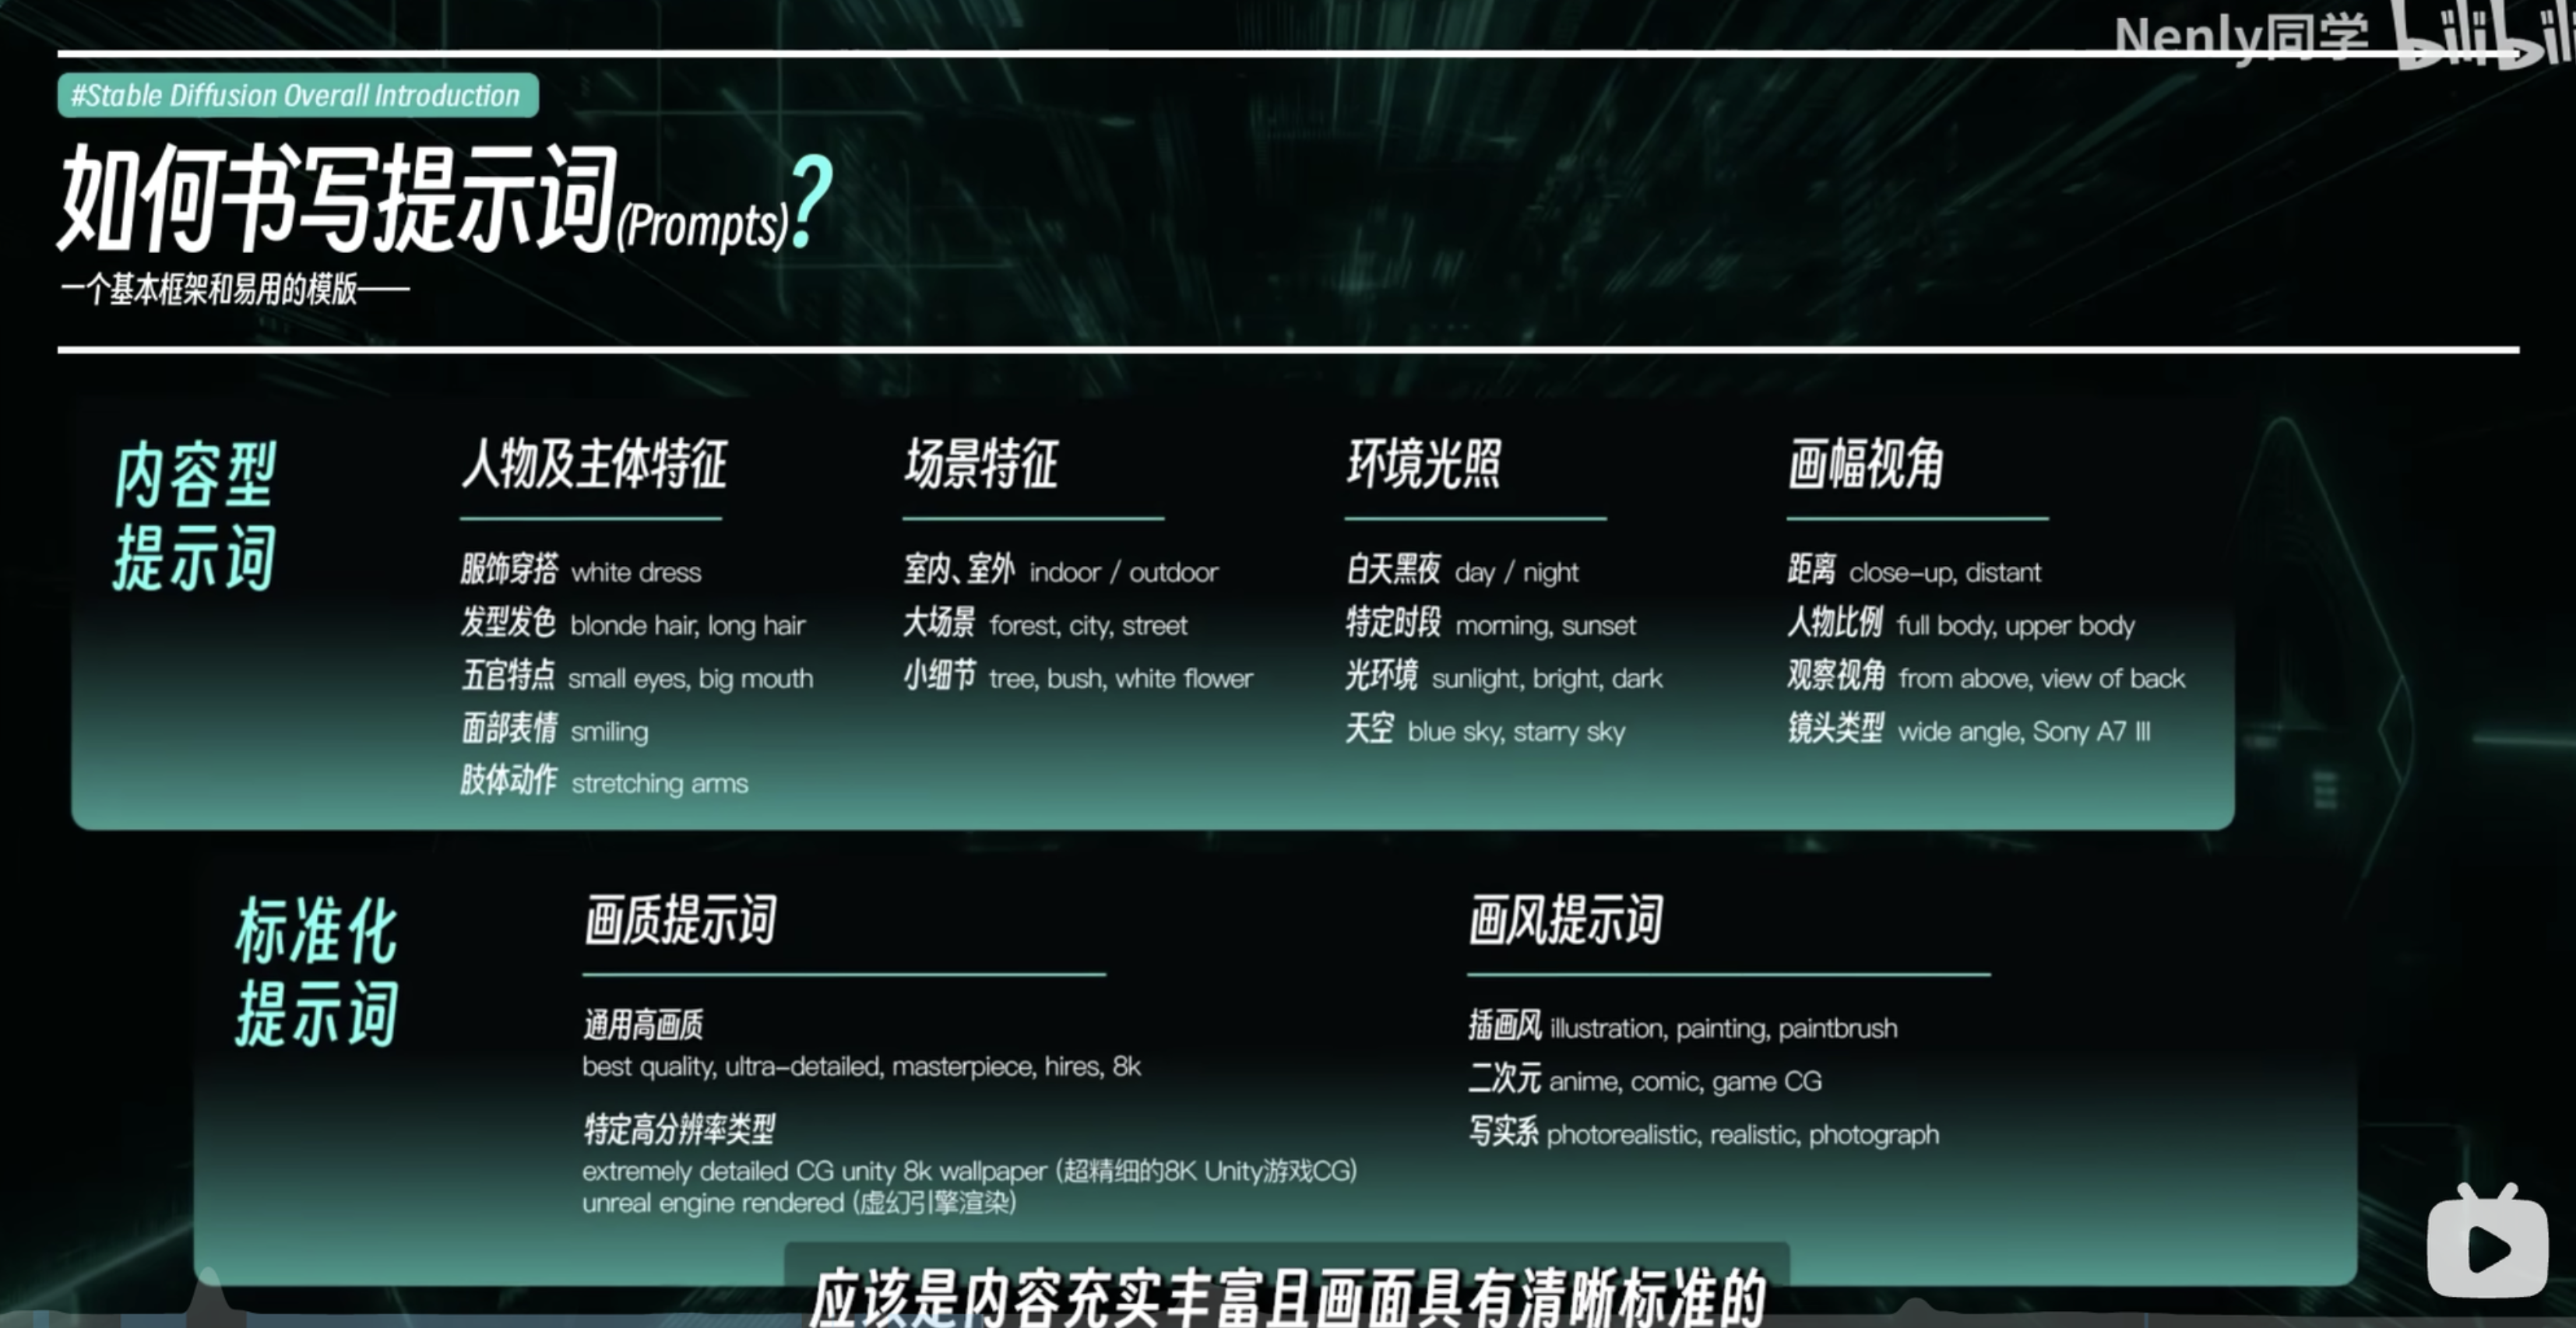 Nenly同学 bilibili
#Stable Diffusion Overall Introduction
如何书写提示词(Prompts)?
一个基本框架和易用的模版——
内容型
提示词
人物及主体特征
服饰穿搭 white dress
发型发色 blonde hair, long hair
五官特点 small eyes, big mouth
面部表情 smiling
肢体动作 stretching arms
场景特征
室内、室外 indoor / outdoor
大场景 forest, city, street
小细节 tree, bush, white flower
环境光照
白天黑夜 day / night
特定时段 morning, sunset
光环境 sunlight, bright, dark
天空 blue sky, starry sky
画幅视角
距离 close-up, distant
人物比例 full body, upper body
观察视角 from above, view of back
镜头类型 wide angle, Sony A7 III
标准化
提示词
画质提示词
通用高画质
best quality, ultra-detailed, masterpiece, hires, 8k
特定高分辨率类型
extremely detailed CG unity 8k wallpaper (超精细的8K Unity游戏CG)
unreal engine rendered (虚幻引擎渲染)
画风提示词
插画风 illustration, painting, paintbrush
二次元 anime, comic, game CG
写实系 photorealistic, realistic, photograph
应该是内容充实丰富且画面具有清晰标准的